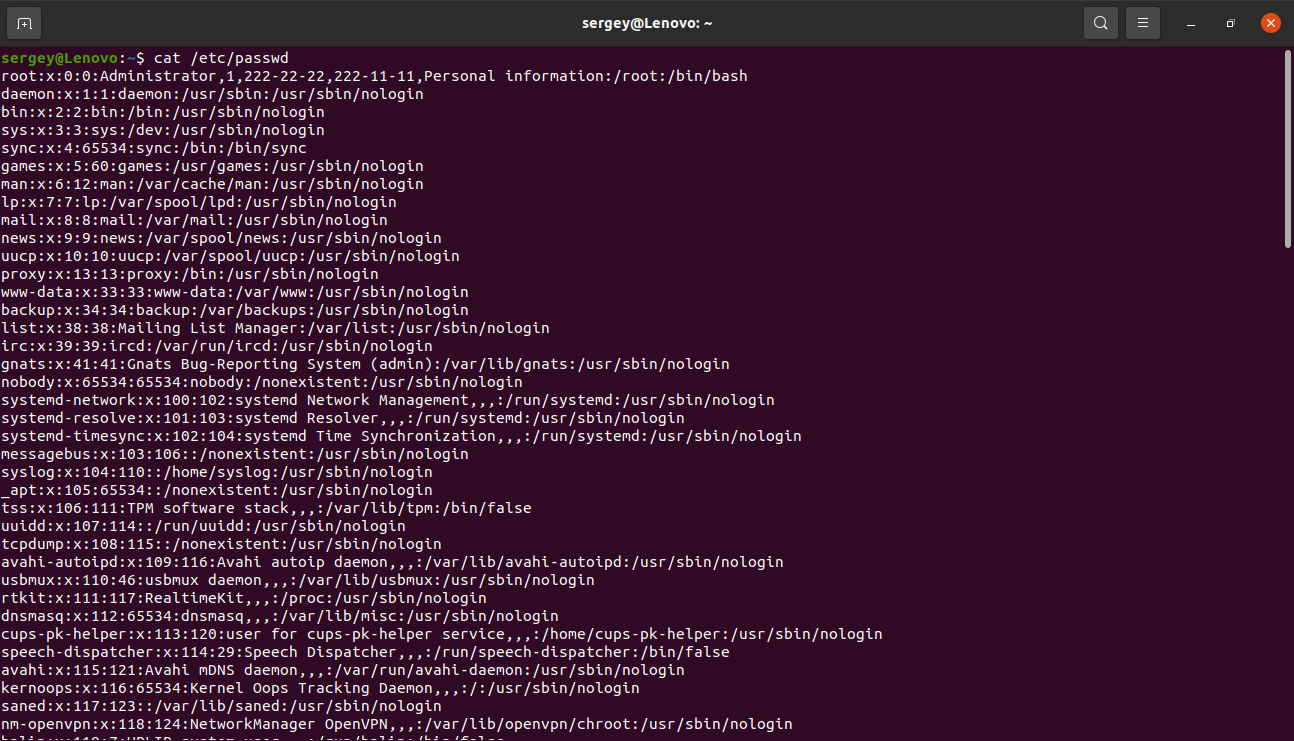 sergey@Lenovo: ~
sergey@Lenovo:~$ cat /etc/passwd
root:x:0:0:Administrator,1,222-22-22,222-11-11,Personal information:/root:/bin/bash
daemon:x:1:1:daemon:/usr/sbin:/usr/sbin/nologin
bin:x:2:2:bin:/bin:/usr/sbin/nologin
sys:x:3:3:sys:/dev:/usr/sbin/nologin
sync:x:4:65534:sync:/bin:/bin/sync
games:x:5:60:games:/usr/games:/usr/sbin/nologin
man:x:6:12:man:/var/cache/man:/usr/sbin/nologin
lp:x:7:7:lp:/var/spool/lpd:/usr/sbin/nologin
mail:x:8:8:mail:/var/mail:/usr/sbin/nologin
news:x:9:9:news:/var/spool/news:/usr/sbin/nologin
uucp:x:10:10:uucp:/var/spool/uucp:/usr/sbin/nologin
proxy:x:13:13:proxy:/bin:/usr/sbin/nologin
www-data:x:33:33:www-data:/var/www:/usr/sbin/nologin
backup:x:34:34:backup:/var/backups:/usr/sbin/nologin
list:x:38:38:Mailing List Manager:/var/list:/usr/sbin/nologin
irc:x:39:39:ircd:/var/run/ircd:/usr/sbin/nologin
gnats:x:41:41:Gnats Bug-Reporting System (admin):/var/lib/gnats:/usr/sbin/nologin
nobody:x:65534:65534:nobody:/nonexistent:/usr/sbin/nologin
systemd-network:x:100:102:systemd Network Management,,,:/run/systemd:/usr/sbin/nologin
systemd-resolve:x:101:103:systemd Resolver,,,:/run/systemd:/usr/sbin/nologin
systemd-timesync:x:102:104:systemd Time Synchronization,,,:/run/systemd:/usr/sbin/nologin
messagebus:x:103:106::/nonexistent:/usr/sbin/nologin
syslog:x:104:110::/home/syslog:/usr/sbin/nologin
_apt:x:105:65534::/nonexistent:/usr/sbin/nologin
tss:x:106:111:TPM software stack,,,:/var/lib/tpm:/bin/false
uuidd:x:107:114::/run/uuidd:/usr/sbin/nologin
tcpdump:x:108:115::/nonexistent:/usr/sbin/nologin
avahi-autoipd:x:109:116:Avahi autoip daemon,,,:/var/lib/avahi-autoipd:/usr/sbin/nologin
usbmux:x:110:46:usbmux daemon,,,:/var/lib/usbmux:/usr/sbin/nologin
rtkit:x:111:117:RealtimeKit,,,:/proc:/usr/sbin/nologin
dnsmasq:x:112:65534:dnsmasq,,,:/var/lib/misc:/usr/sbin/nologin
cups-pk-helper:x:113:120:user for cups-pk-helper service,,,:/home/cups-pk-helper:/usr/sbin/nologin
speech-dispatcher:x:114:29:Speech Dispatcher,,,:/run/speech-dispatcher:/bin/false
avahi:x:115:121:Avahi mDNS daemon,,,:/var/run/avahi-daemon:/usr/sbin/nologin
kernoops:x:116:65534:Kernel Oops Tracking Daemon,,,:/:/usr/sbin/nologin
saned:x:117:123::/var/lib/saned:/usr/sbin/nologin
nm-openvpn:x:118:124:NetworkManager OpenVPN,,,:/var/lib/openvpn/chroot:/usr/sbin/nologin